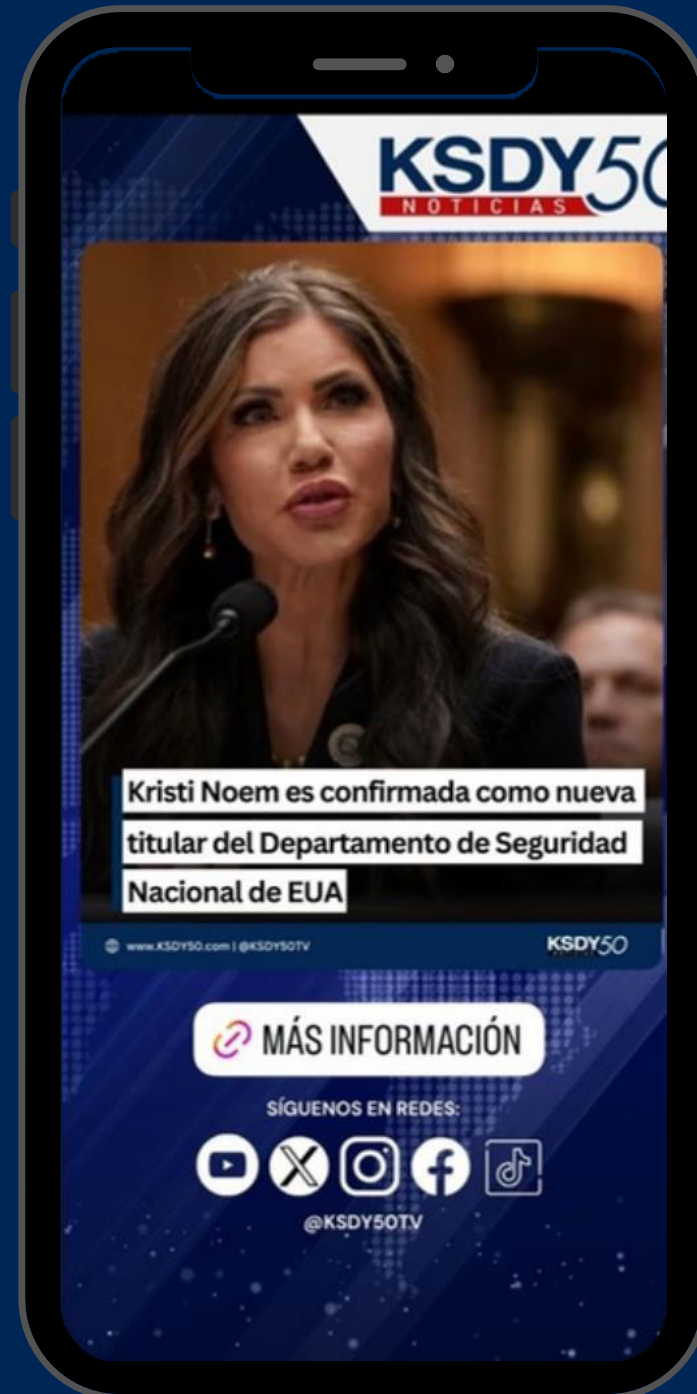 KSDY50
NOTICIAS
Kristi Noem es confirmada como nueva
titular del Departamento de Seguridad
Nacional de EUA
www.KSDY50.com | @KSDY50TV
KSDY50
MÁS INFORMACIÓN
SÍGUENOS EN REDES:
@KSDY50TV